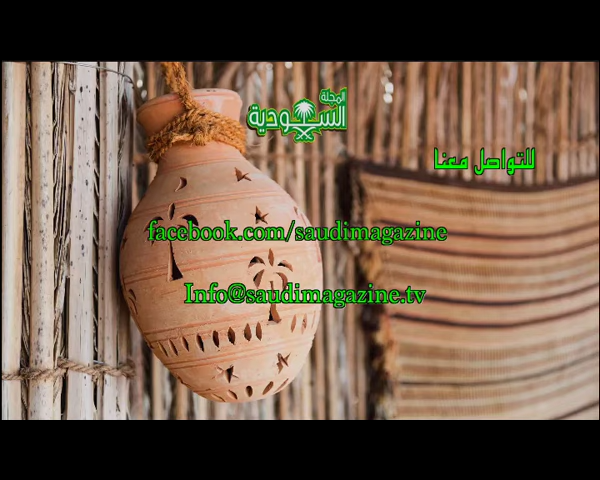 المجلة
السعودية
للتواصل معنا
facebook.com/saudimagazine
Info@saudimagazine.tv